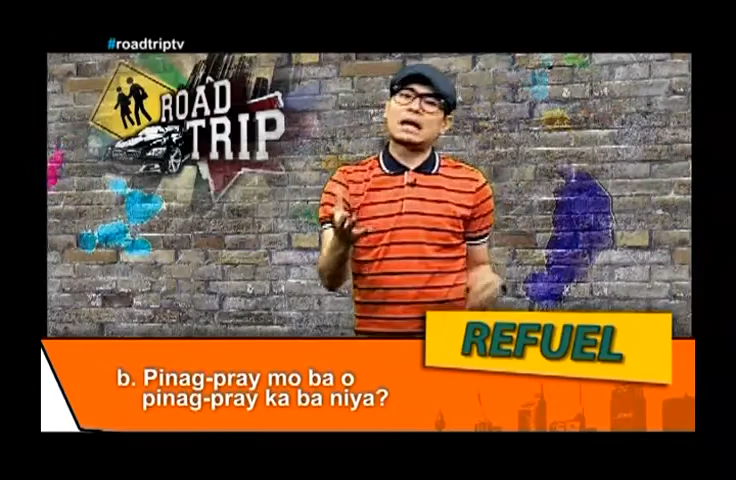 #roadtriptv
ROAD
TRIP
REFUEL
b. Pinag-pray mo ba o
pinag-pray ka ba niya?